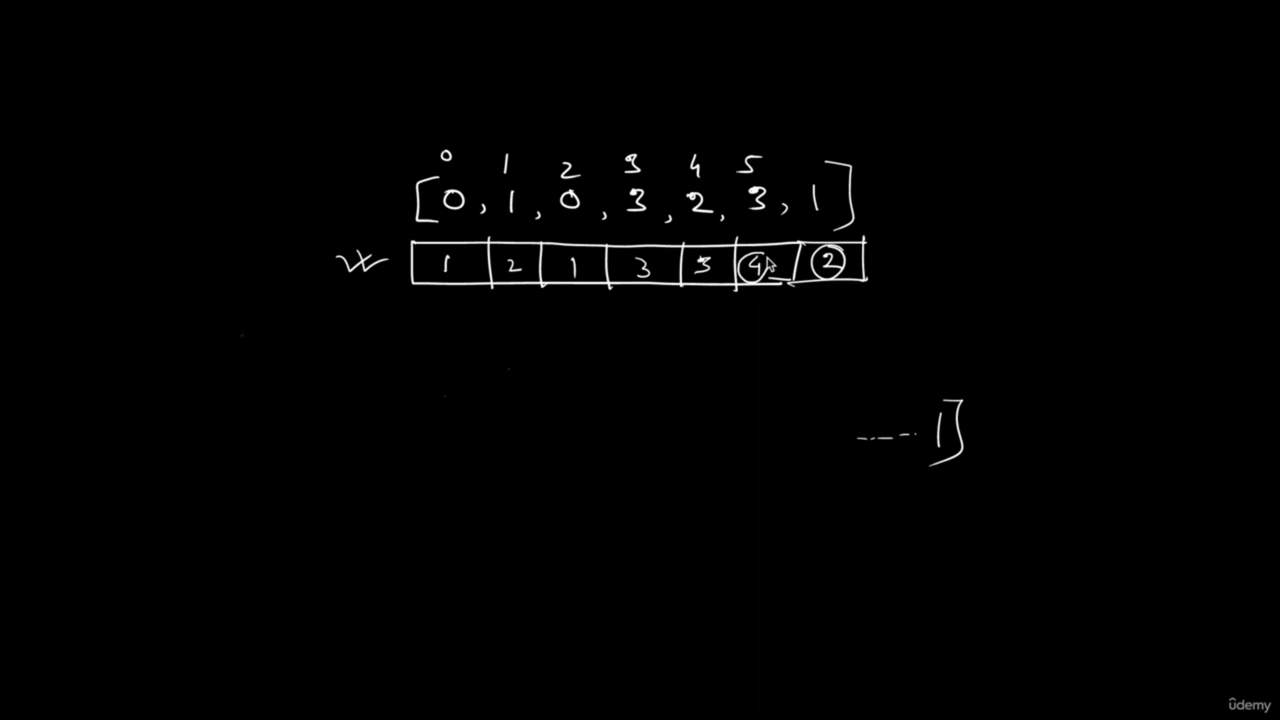 0 1 2 3 4 5
[0, 1, 0, 3, 2, 3, 1]
1 2 1 3 3 4 2
------ 1]
ûdemy